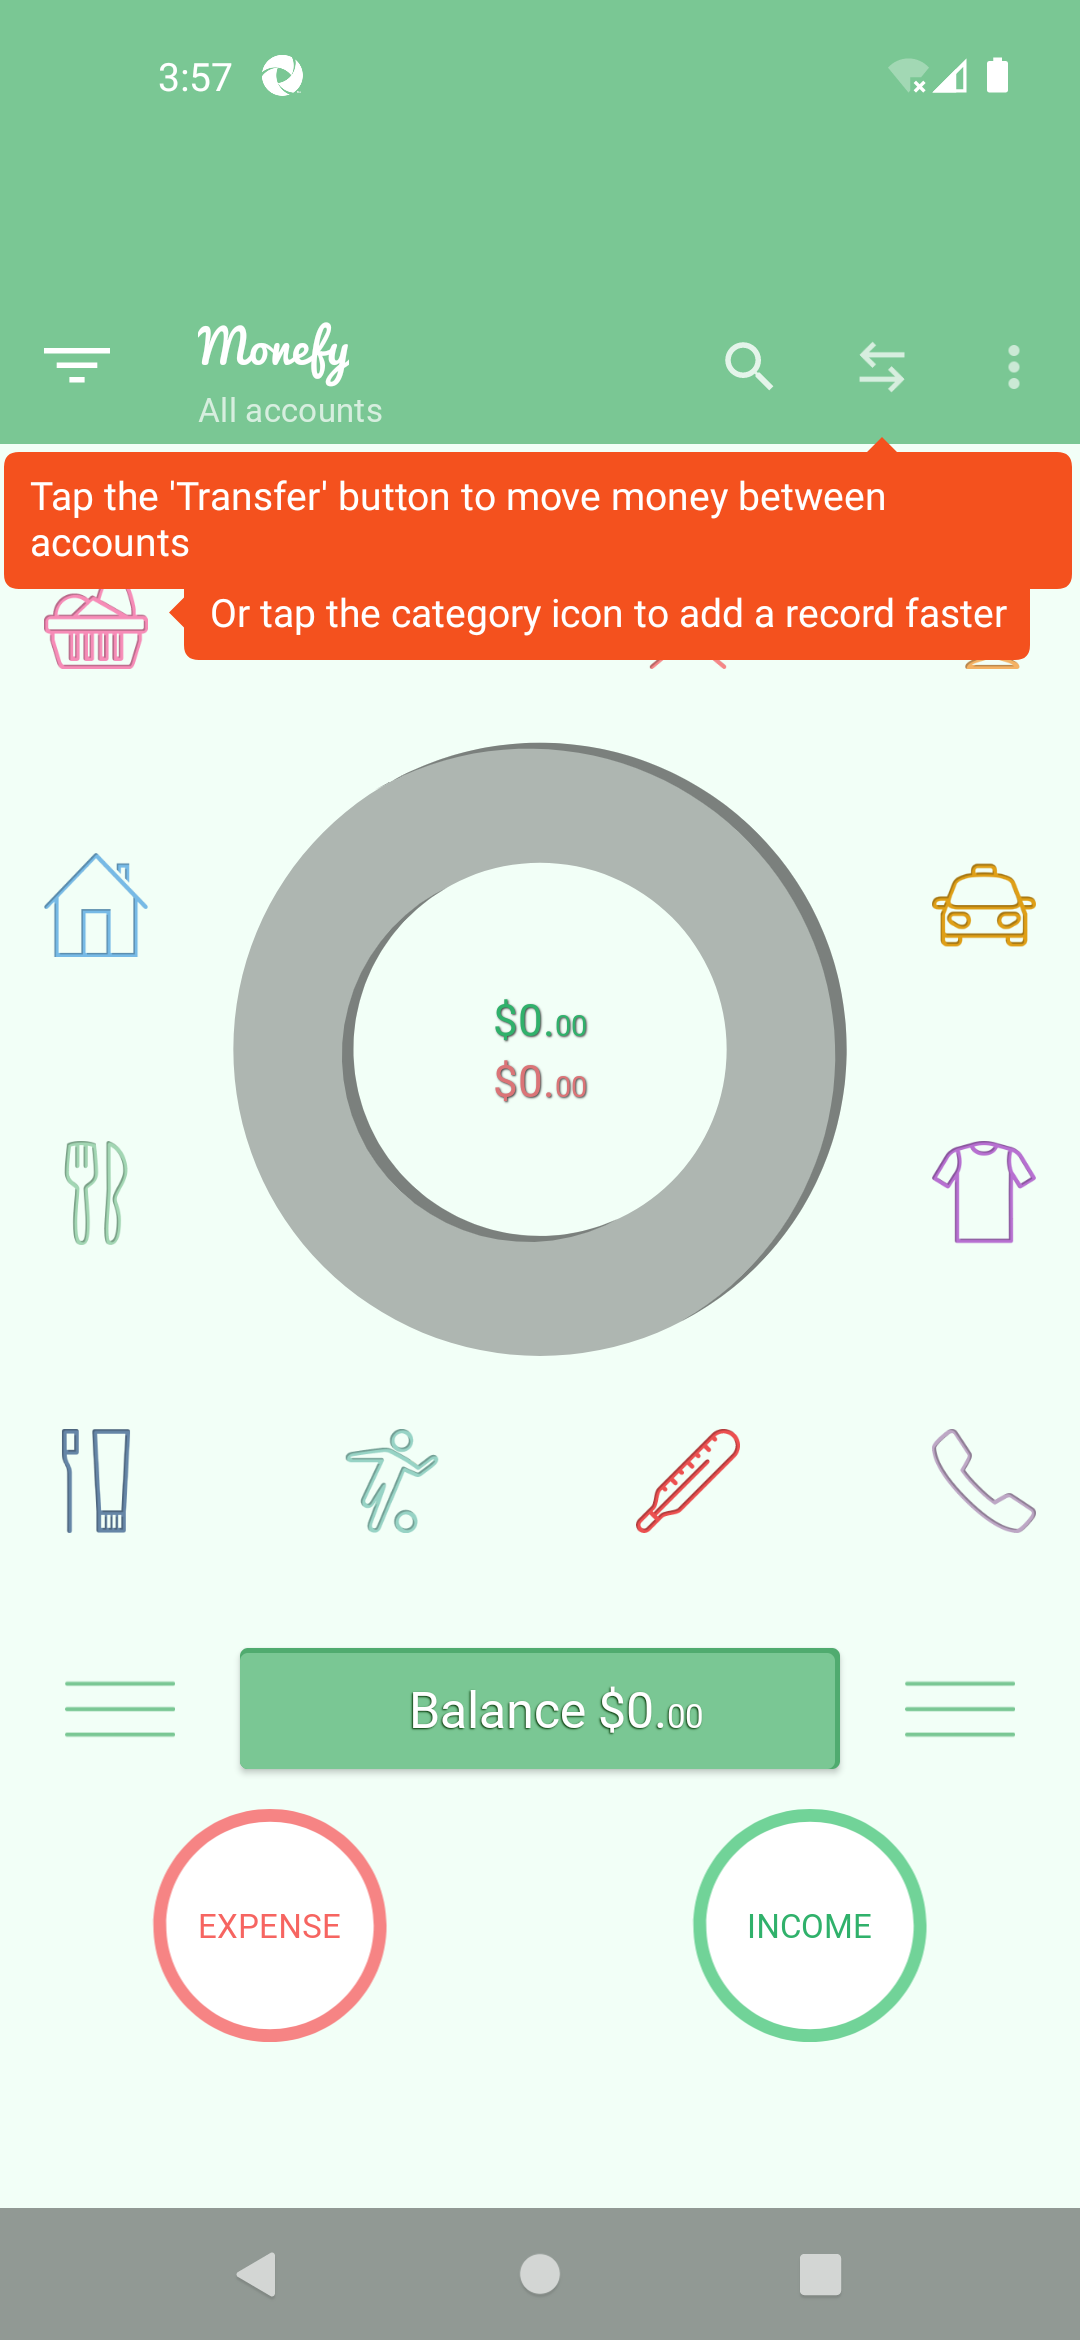 3:57
Monefy
All accounts
Tap the 'Transfer' button to move money between
accounts
Or tap the category icon to add a record faster
$0.00
$0.00
Balance $0.00
EXPENSE
INCOME